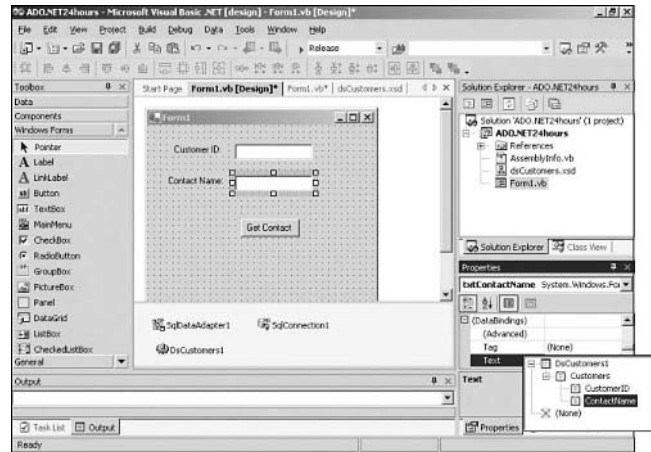 ADO.NET24hours - Microsoft Visual Basic .NET [design] - Form1.vb [Design]*
File Edit View Project Build Debug Data Tools Window Help
Release
Toolbox
Data
Components
Windows Forms
Pointer
Label
LinkLabel
Button
TextBox
MainMenu
CheckBox
RadioButton
GroupBox
PictureBox
Panel
DataGrid
ListBox
CheckedListBox
General
Start Page Form1.vb [Design]* Form1.vb* dsCustomers.xsd
Form1
Customer ID:
Contact Name:
Get Contact
SqlDataAdapter1 SqlConnection1
DsCustomers1
Solution Explorer - ADO.NET24hours
Solution 'ADO.NET24hours' (1 project)
ADO.NET24hours
References
AssemblyInfo.vb
dsCustomers.xsd
Form1.vb
Solution Explorer Class View
Properties
txtContactName System.Windows.For
(DataBindings)
(Advanced)
Tag (None)
Text
DsCustomers1
Customers
CustomerID
ContactName
(None)
Text
Properties
Output
Task List Output
Ready